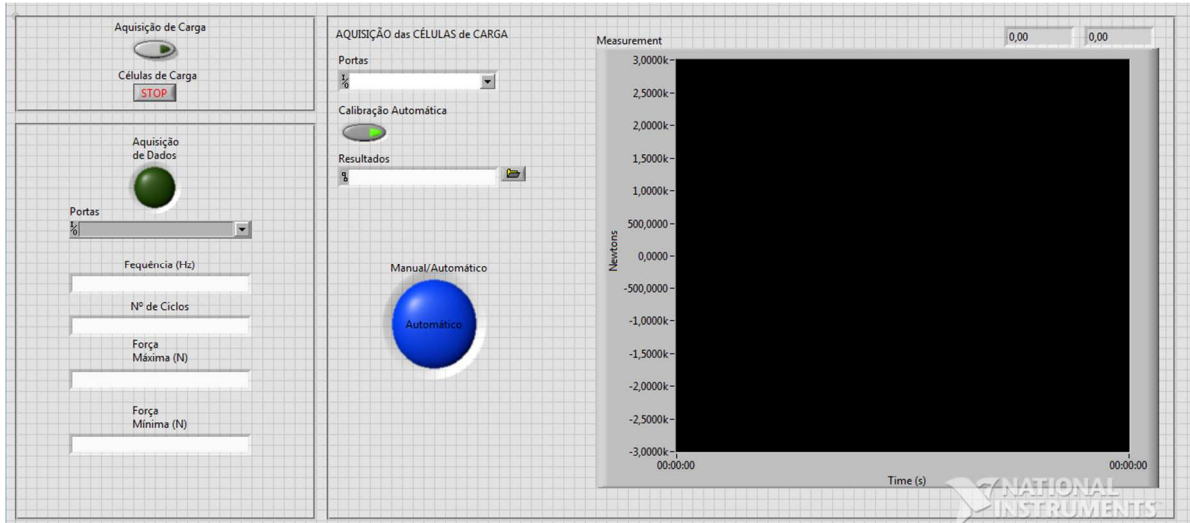 Aquisição de Carga
Células de Carga
STOP
Aquisição
de Dados
Portas
Fequência (Hz)
Nº de Ciclos
Força
Máxima (N)
Força
Mínima (N)
AQUISIÇÃO das CÉLULAS de CARGA
Portas
Calibração Automática
Resultados
Manual/Automático
Automático
Measurement
0,00 0,00
3,0000k
2,5000k
2,0000k
1,5000k
1,0000k
500,0000
0,0000
-500,0000
-1,0000k
-1,5000k
-2,0000k
-2,5000k
-3,0000k
Newtons
00:00:00 00:00:00
Time (s)
NATIONAL
INSTRUMENTS